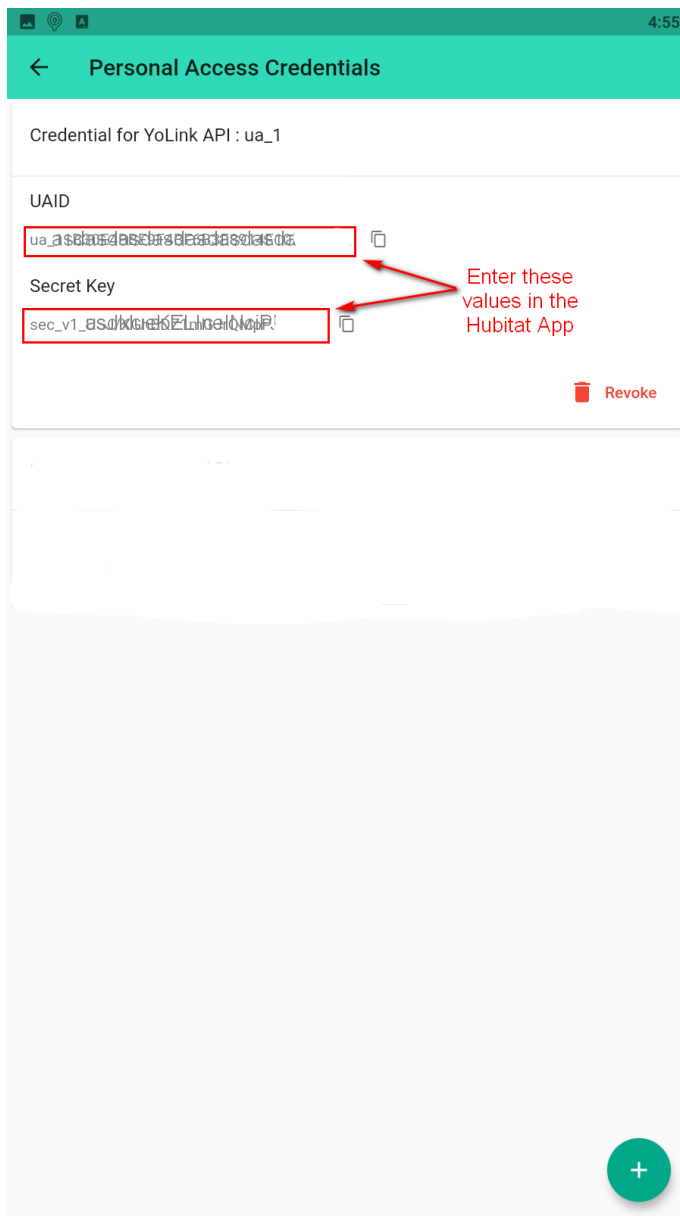 4:55
Personal Access Credentials
Credential for YoLink API : ua_1
UAID
Secret Key
Enter these
values in the
Hubitat App
Revoke